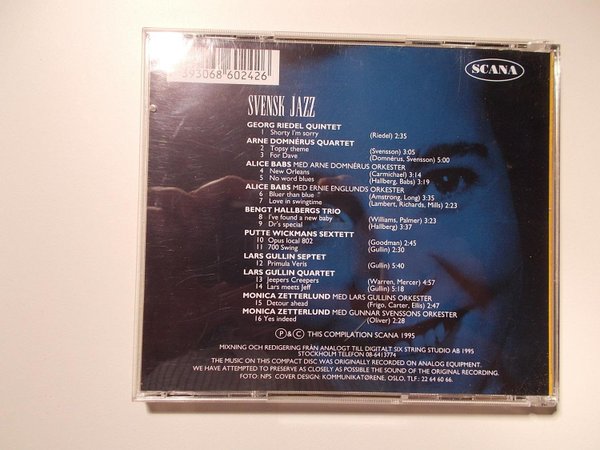 393068 602426
SCANA
SVENSK JAZZ
GEORG RIEDEL QUINTET
1 Shorty I'm sorry (Riedel) 2:35
ARNE DOMNÉRUS QUARTET
2 Topsy theme (Svensson) 3:05
3 For Dave (Domnérus, Svensson) 5:00
ALICE BABS MED ARNE DOMNÉRUS ORKESTER
4 New Orleans (Carmichael) 3:14
5 No word blues (Hallberg, Babs) 3:19
ALICE BABS MED ERNIE ENGLUNDS ORKESTER
6 Bluer than blue (Amstrong, Long) 3:35
7 Love in swingtime (Lambert, Richards, Mills) 2:23
BENGT HALLBERGS TRIO
8 I've found a new baby (Williams, Palmer) 3:23
9 Dr's special (Hallberg) 3:37
PUTTE WICKMANS SEXTETT
10 Opus local 802 (Goodman) 2:45
11 700 Swing (Gullin) 2:30
LARS GULLIN SEPTET
12 Primula Veris (Gullin) 5:40
LARS GULLIN QUARTET
13 Jeepers Creepers (Warren, Mercer) 4:57
14 Lars meets Jeff (Gullin) 5:18
MONICA ZETTERLUND MED LARS GULLINS ORKESTER
15 Detour ahead (Frigo, Carter, Ellis) 2:47
MONICA ZETTERLUND MED GUNNAR SVENSSONS ORKESTER
16 Yes indeed (Oliver) 2:28
Ⓟ & Ⓒ THIS COMPILATION SCANA 1995
MIXNING OCH REDIGERING FRÅN ANALOGT TILL DIGITALT SIX STRING STUDIO AB 1995
STOCKHOLM TELEFON 08-6413774
THE MUSIC ON THIS COMPACT DISC WAS ORIGINALLY RECORDED ON ANALOG EQUIPMENT.
WE HAVE ATTEMPTED TO PRESERVE AS CLOSELY AS POSSIBLE THE SOUND OF THE ORIGINAL RECORDING.
FOTO: NPS COVER DESIGN: KOMMUNIKATØRENE, OSLO, TLF: 22 64 60 66.